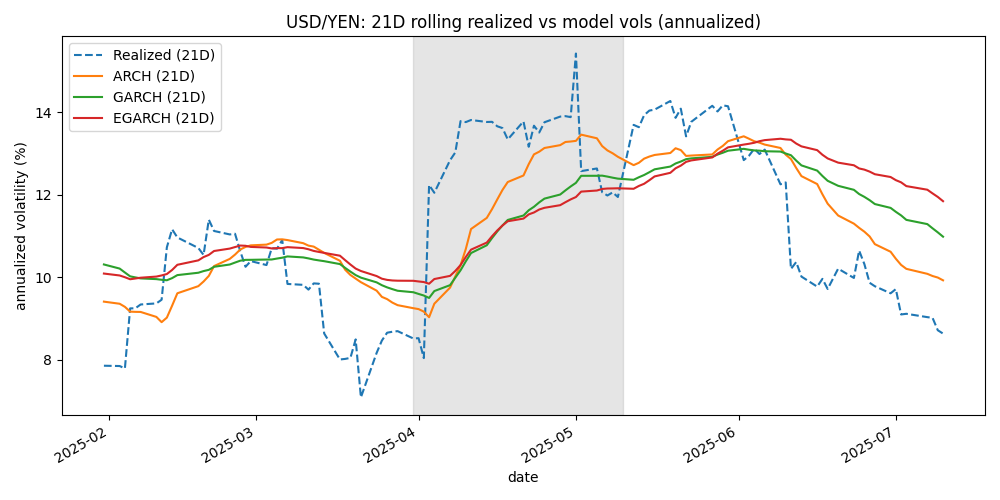 USD/YEN: 21D rolling realized vs model vols (annualized)
Realized (21D)
ARCH (21D)
GARCH (21D)
EGARCH (21D)
annualized volatility (%)
14
12
10
8
2025-02
2025-03
2025-04
2025-05
2025-06
2025-07
date